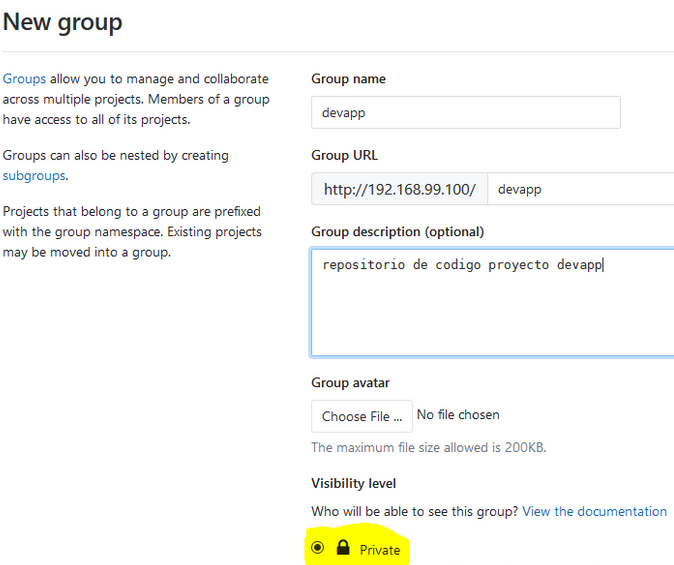 New group
Groups allow you to manage and collaborate
across multiple projects. Members of a group
have access to all of its projects.
Groups can also be nested by creating
subgroups.
Projects that belong to a group are prefixed
with the group namespace. Existing projects
may be moved into a group.
Group name
devapp
Group URL
http://192.168.99.100/ devapp
Group description (optional)
repositorio de codigo proyecto devapp
Group avatar
Choose File ... No file chosen
The maximum file size allowed is 200KB.
Visibility level
Who will be able to see this group? View the documentation
Private